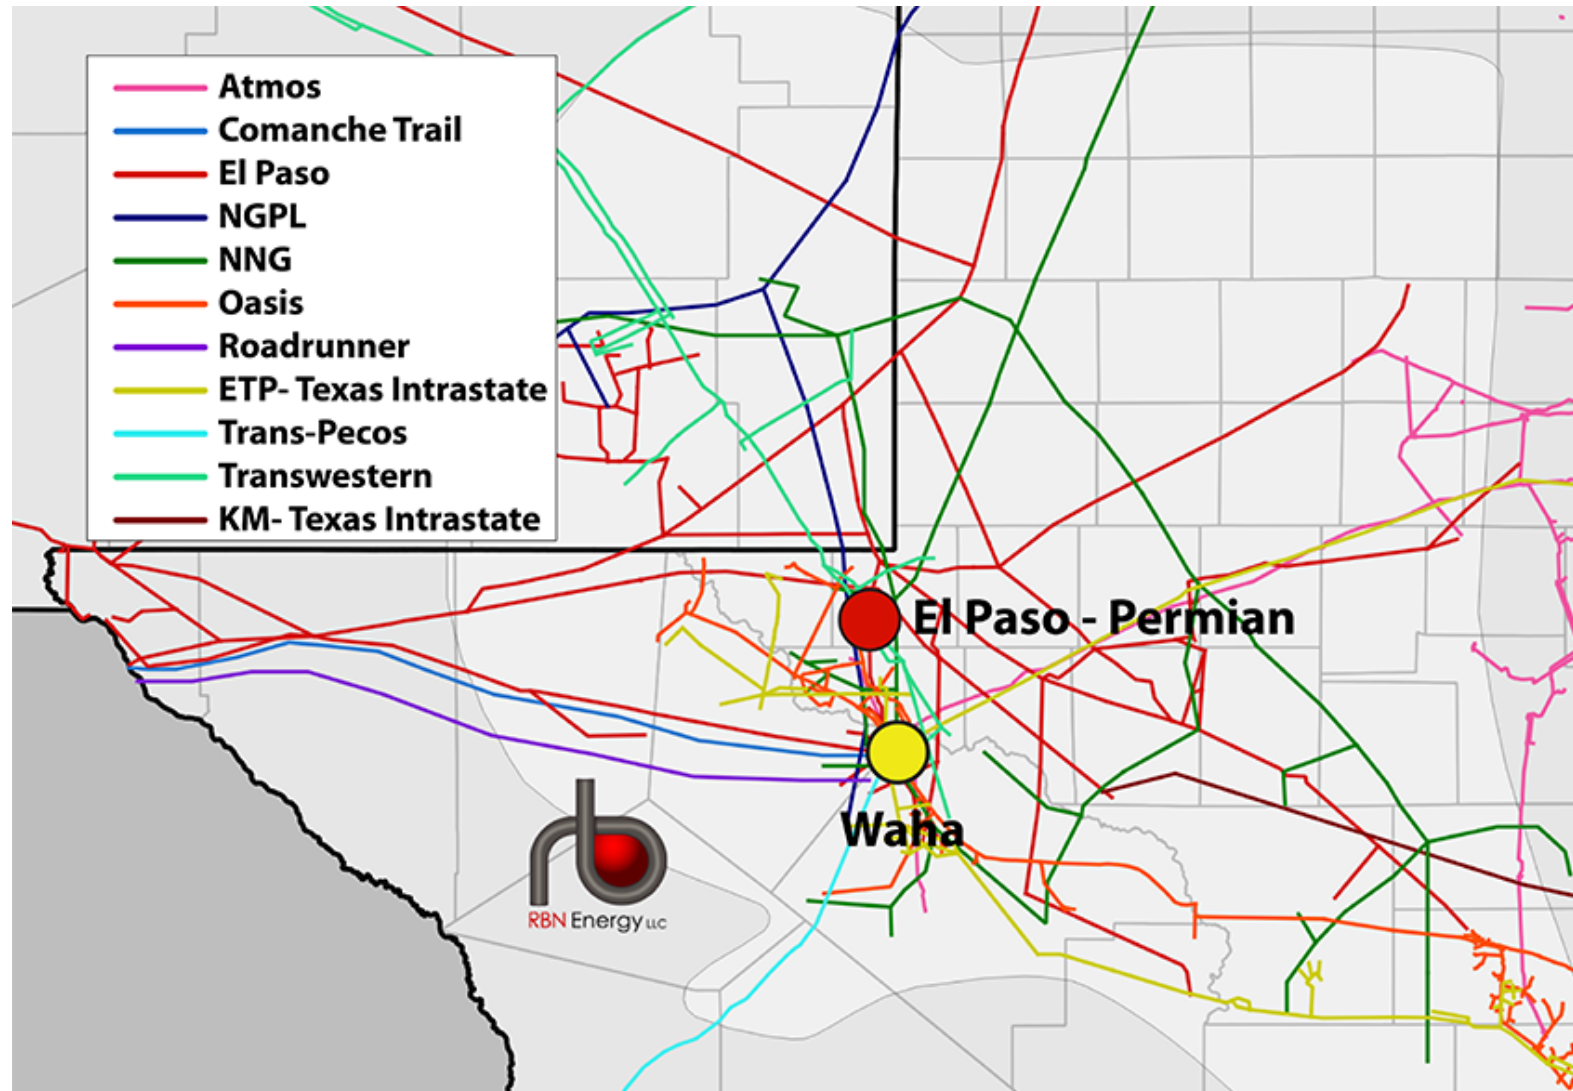 Atmos
Comanche Trail
El Paso
NGPL
NNG
Oasis
Roadrunner
ETP- Texas Intrastate
Trans-Pecos
Transwestern
KM- Texas Intrastate
El Paso - Permian
Waha
RBN Energy LLC